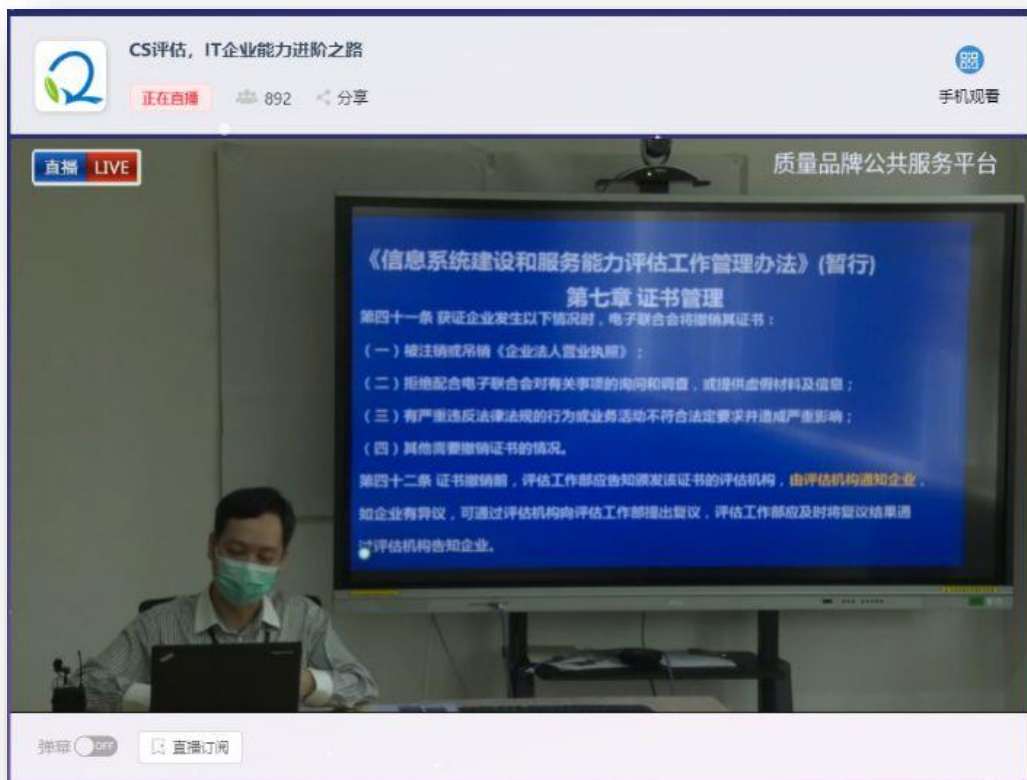 CS评估，IT企业能力进阶之路
正在直播 892 分享
手机观看
直播 LIVE
质量品牌公共服务平台
《信息系统建设和服务能力评估工作管理办法》(暂行)
第七章 证书管理
第四十一条 获证企业发生以下情况时，电子联合会将撤销其证书：
（一）被注销或吊销《企业法人营业执照》；
（二）拒绝配合电子联合会对有关事项的询问和调查，或提供虚假材料及信息；
（三）有严重违反法律法规的行为或业务活动不符合法定要求并造成严重影响；
（四）其他需要撤销证书的情况。
第四十二条 证书撤销前，评估工作部应告知颁发该证书的评估机构，由评估机构通知企业，
如企业有异议，可通过评估机构向评估工作部提出复议，评估工作部应及时将复议结果通
过评估机构告知企业。
弹幕 OFF 直播订阅